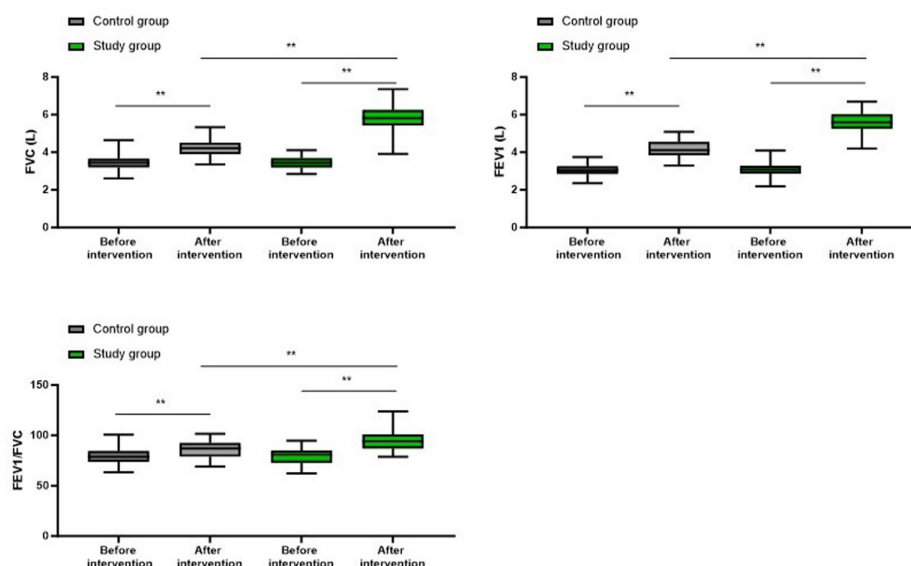 Control group
Study group
**
**
**
FVC (L)
8
6
4
2
0
Before intervention
After intervention
Before intervention
After intervention
Control group
Study group
**
**
**
FEV1 (L)
8
6
4
2
0
Before intervention
After intervention
Before intervention
After intervention
Control group
Study group
**
**
**
FEV1/FVC
150
100
50
0
Before intervention
After intervention
Before intervention
After intervention